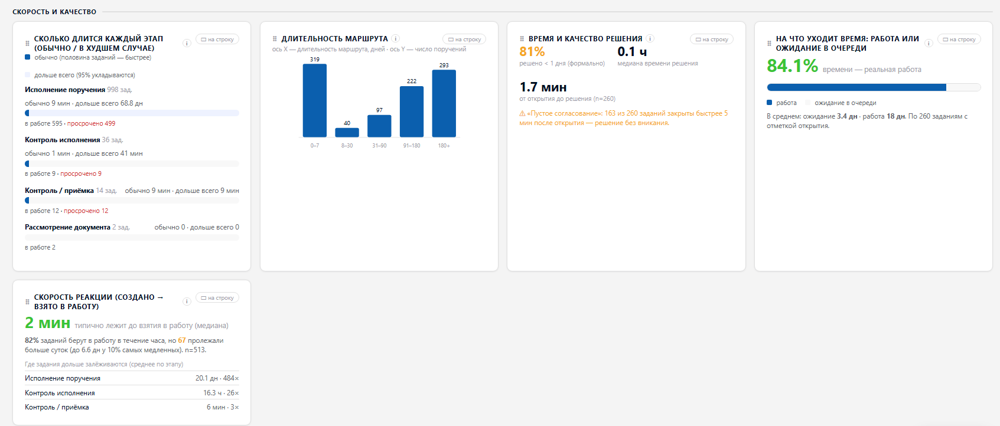 СКОРОСТЬ И КАЧЕСТВО
СКОЛЬКО ДЛИТСЯ КАЖДЫЙ ЭТАП
(ОБЫЧНО / В ХУДШЕМ СЛУЧАЕ)
i
на строку
обычно (половина заданий — быстрее)
дольше всего (95% укладываются)
Исполнение поручения 998 зад.
обычно 9 мин · дольше всего 68.8 дн
в работе 595 · просрочено 499
Контроль исполнения 36 зад.
обычно 1 мин · дольше всего 41 мин
в работе 9 · просрочено 9
Контроль / приёмка 14 зад. обычно 9 мин · дольше всего 9 мин
в работе 12 · просрочено 12
Рассмотрение документа 2 зад. обычно 0 · дольше всего 0
в работе 2
ДЛИТЕЛЬНОСТЬ МАРШРУТА i
на строку
ось X — длительность маршрута, дней · ось Y — число поручений
319
40
97
222
293
0–7
8–30
31–90
91–180
180+
ВРЕМЯ И КАЧЕСТВО РЕШЕНИЯ i
на строку
81%
решено < 1 дня (формально)
0.1 ч
медиана времени решения
1.7 мин
от открытия до решения (n=260)
⚠ «Пустое согласование»: 163 из 260 заданий закрыты быстрее 5
мин после открытия — решение без вникания.
НА ЧТО УХОДИТ ВРЕМЯ: РАБОТА ИЛИ
ОЖИДАНИЕ В ОЧЕРЕДИ
i
на строку
84.1% времени — реальная работа
работа
ожидание в очереди
В среднем: ожидание 3.4 дн · работа 18 дн. По 260 заданиям с
отметкой открытия.
СКОРОСТЬ РЕАКЦИИ (СОЗДАНО →
ВЗЯТО В РАБОТУ)
i
на строку
2 мин типично лежит до взятия в работу (медиана)
82% заданий берут в работу в течение часа, но 67 пролежали
больше суток (до 6.6 дн у 10% самых медленных). n=513.
Где задания дольше залёживаются (среднее по этапу)
Исполнение поручения 20.1 дн · 484×
Контроль исполнения 16.3 ч · 26×
Контроль / приёмка 6 мин · 3×